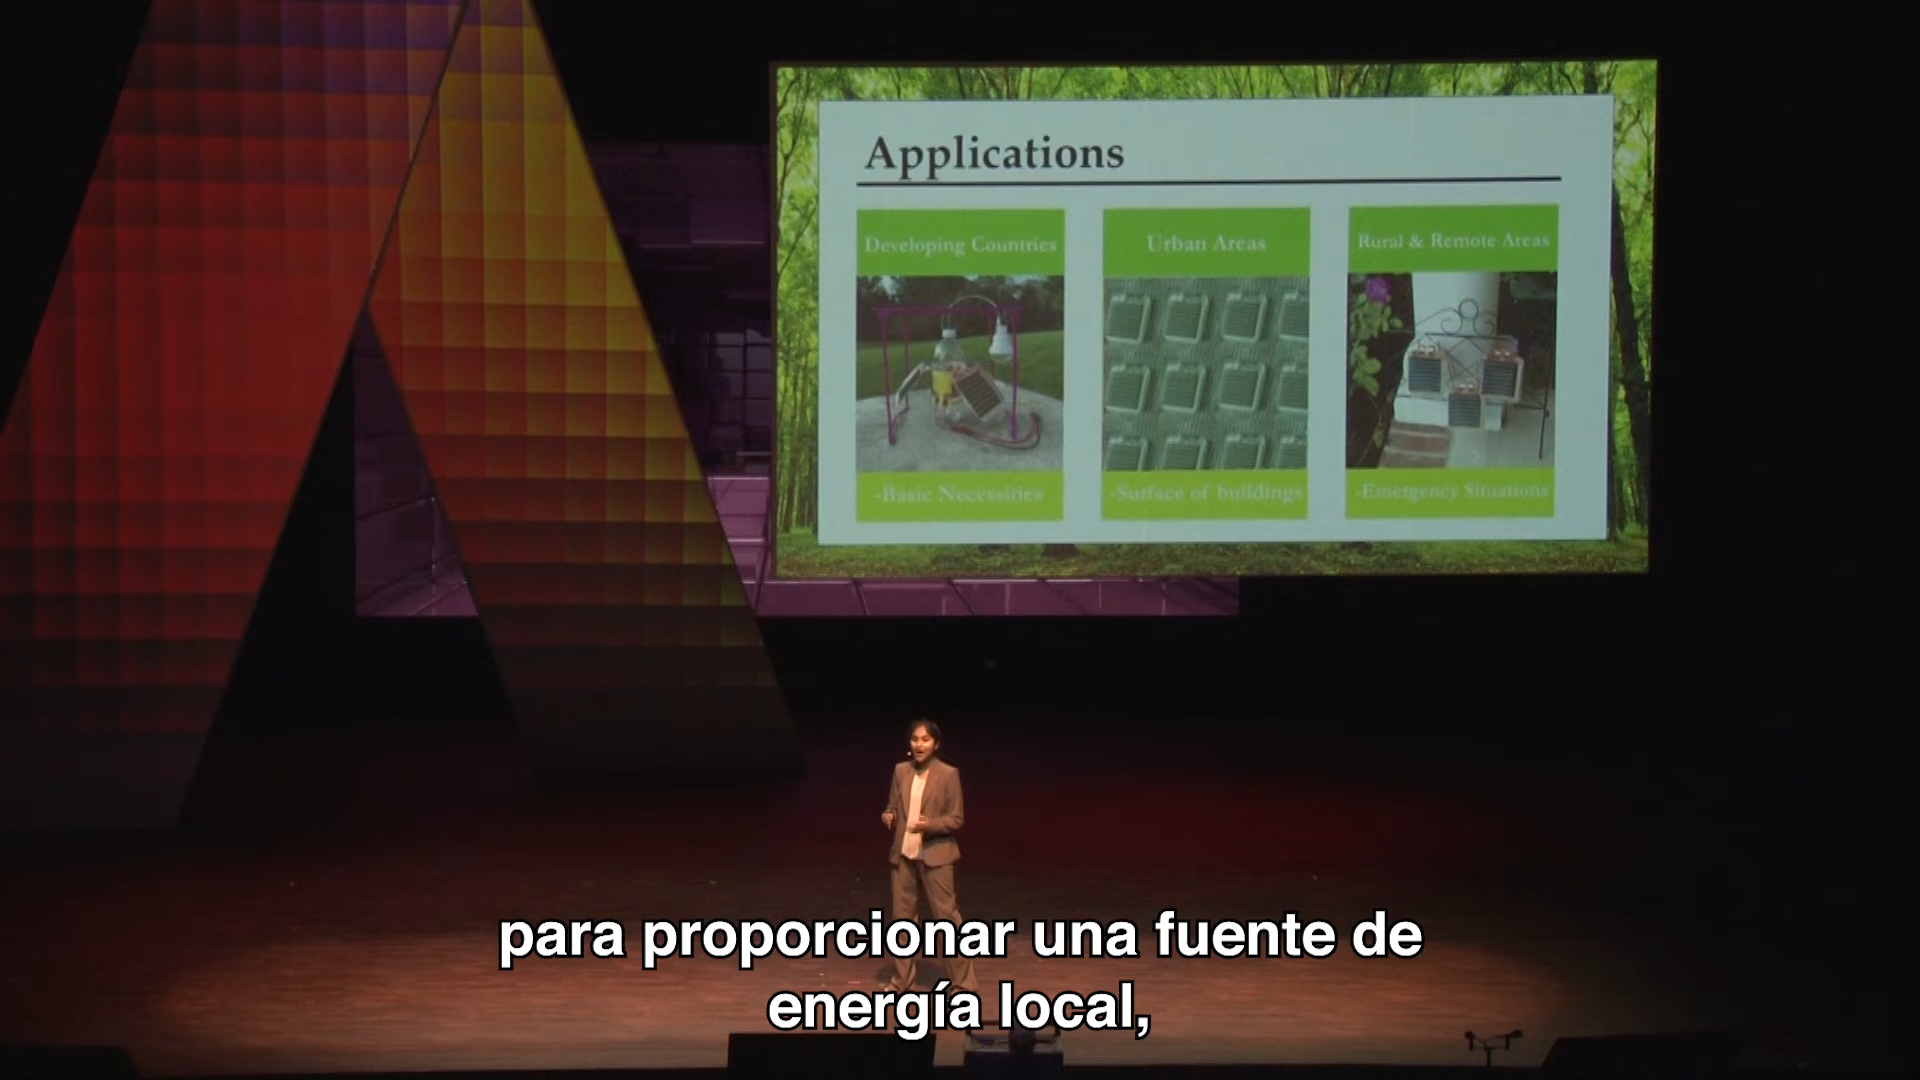 Applications
Developing Countries
Urban Areas
Rural & Remote Areas
-Basic Necessities
-Surface of buildings
-Emergency Situations
para proporcionar una fuente de
energía local,